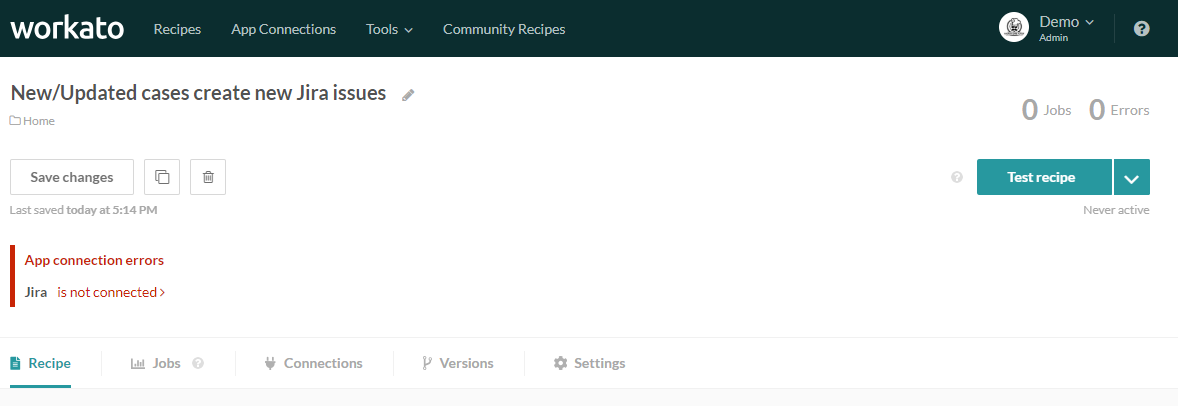 workato Recipes App Connections Tools Community Recipes Demo
Admin
New/Updated cases create new Jira issues
Home
0 Jobs 0 Errors
Save changes Test recipe
Last saved today at 5:14 PM Never active
App connection errors
Jira is not connected
Recipe Jobs Connections Versions Settings